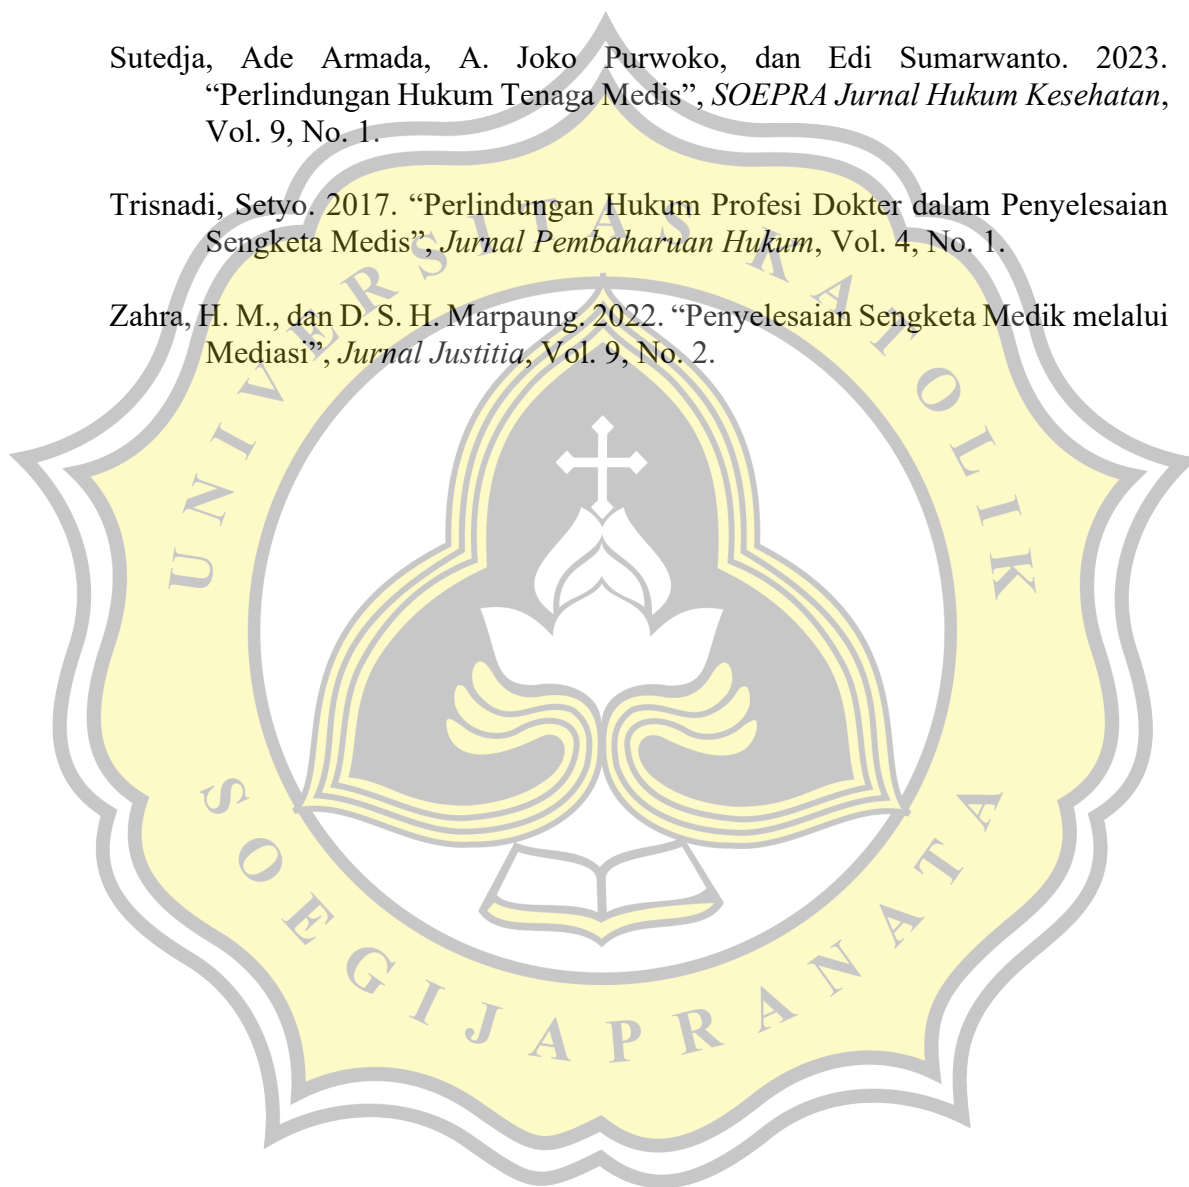 Sutedja, Ade Armada, A. Joko Purwoko, dan Edi Sumarwanto. 2023.
“Perlindungan Hukum Tenaga Medis”, SOEPRA Jurnal Hukum Kesehatan,
Vol. 9, No. 1.
Trisnadi, Setyo. 2017. “Perlindungan Hukum Profesi Dokter dalam Penyelesaian
Sengketa Medis”, Jurnal Pembaharuan Hukum, Vol. 4, No. 1.
Zahra, H. M., dan D. S. H. Marpaung. 2022. “Penyelesaian Sengketa Medik melalui
Mediasi”, Jurnal Justitia, Vol. 9, No. 2.
UNIVERSITAS KATOLIK
SOEGIJAPRANATA